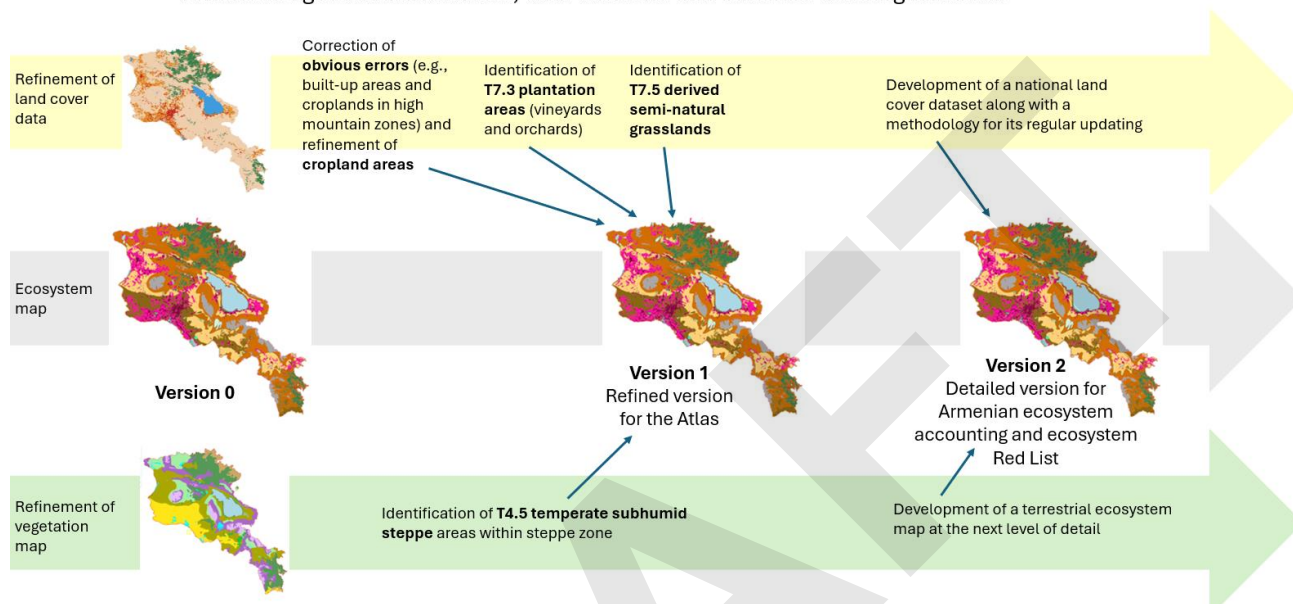 Refinement of
land cover
data
Correction of
obvious errors (e.g.,
built-up areas and
croplands in high
mountain zones) and
refinement of
cropland areas
Identification of
T7.3 plantation
areas (vineyards
and orchards)
Identification of
T7.5 derived
semi-natural
grasslands
Development of a national land
cover dataset along with a
methodology for its regular updating
Ecosystem
map
Version 0
Version 1
Refined version
for the Atlas
Version 2
Detailed version for
Armenian ecosystem
accounting and ecosystem
Red List
Refinement of
vegetation
map
Identification of T4.5 temperate subhumid
steppe areas within steppe zone
Development of a terrestrial ecosystem
map at the next level of detail